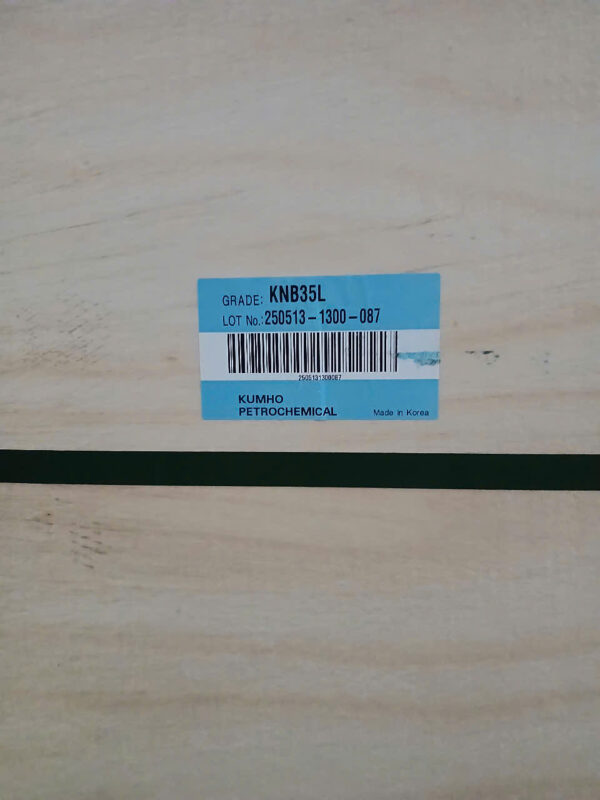 GRADE: KNB35L
LOT No.: 250513-1300-087
2505131300087
KUMHO
PETROCHEMICAL
Made in Korea